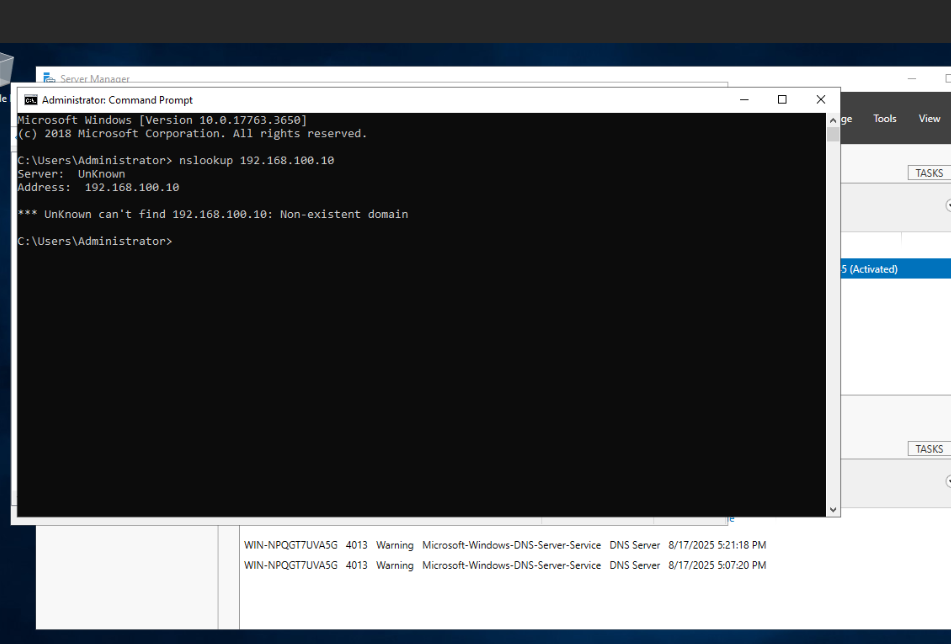 Server Manager
Administrator: Command Prompt
Microsoft Windows [Version 10.0.17763.3650]
(c) 2018 Microsoft Corporation. All rights reserved.
C:\Users\Administrator> nslookup 192.168.100.10
Server:  UnKnown
Address:  192.168.100.10
*** UnKnown can't find 192.168.100.10: Non-existent domain
C:\Users\Administrator>
ge Tools View
TASKS
5 (Activated)
TASKS
WIN-NPQGT7UVA5G 4013 Warning Microsoft-Windows-DNS-Server-Service DNS Server 8/17/2025 5:21:18 PM
WIN-NPQGT7UVA5G 4013 Warning Microsoft-Windows-DNS-Server-Service DNS Server 8/17/2025 5:07:20 PM